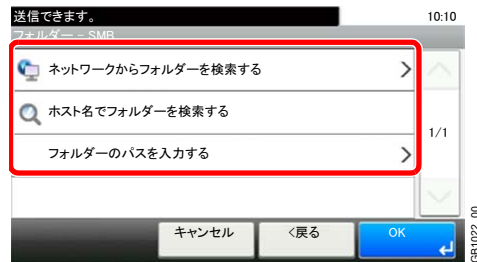 送信できます。
10:10
フォルダー - SMB
ネットワークからフォルダーを検索する
ホスト名でフォルダーを検索する
フォルダーのパスを入力する
1/1
キャンセル
<戻る
OK
GB1022_00